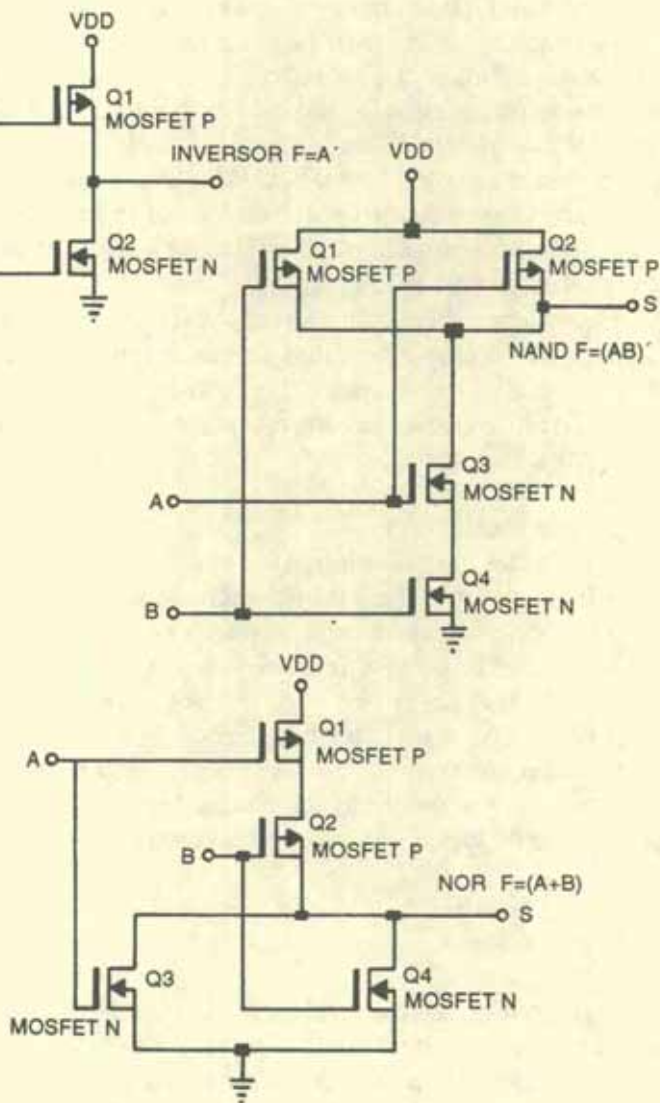 VDD
Q1
MOSFET P
INVERSOR F=A´
Q2
MOSFET N
VDD
Q1
MOSFET P
Q2
MOSFET P
S
NAND F=(AB)´
Q3
MOSFET N
A
Q4
MOSFET N
B
VDD
Q1
MOSFET P
A
Q2
MOSFET P
B
NOR F=(A+B)
S
Q3
MOSFET N
Q4
MOSFET N